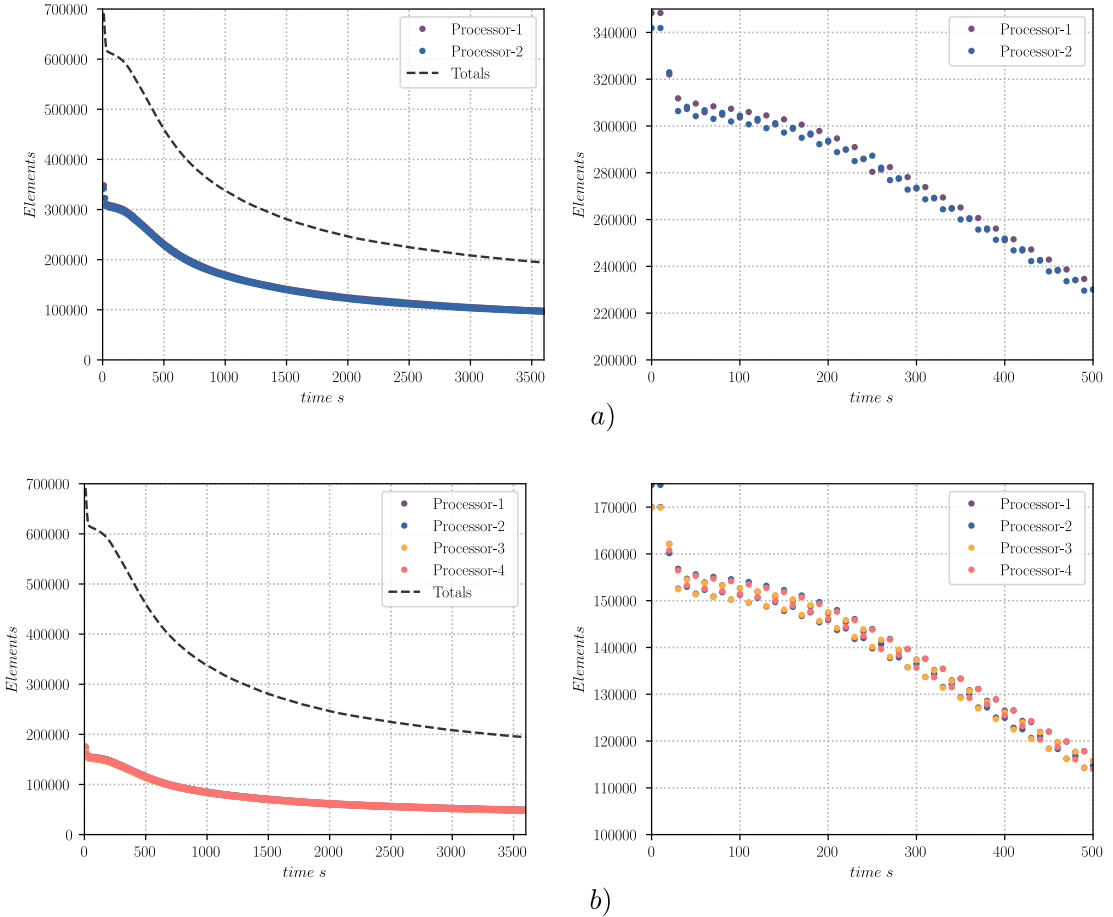 700000
600000
500000
400000
300000
200000
100000
0
Elements
0 500 1000 1500 2000 2500 3000 3500
time s
Processor-1
Processor-2
Totals
340000
320000
300000
280000
260000
240000
220000
200000
Elements
0 100 200 300 400 500
time s
Processor-1
Processor-2
a)
700000
600000
500000
400000
300000
200000
100000
0
Elements
0 500 1000 1500 2000 2500 3000 3500
time s
Processor-1
Processor-2
Processor-3
Processor-4
Totals
170000
160000
150000
140000
130000
120000
110000
100000
Elements
0 100 200 300 400 500
time s
Processor-1
Processor-2
Processor-3
Processor-4
b)